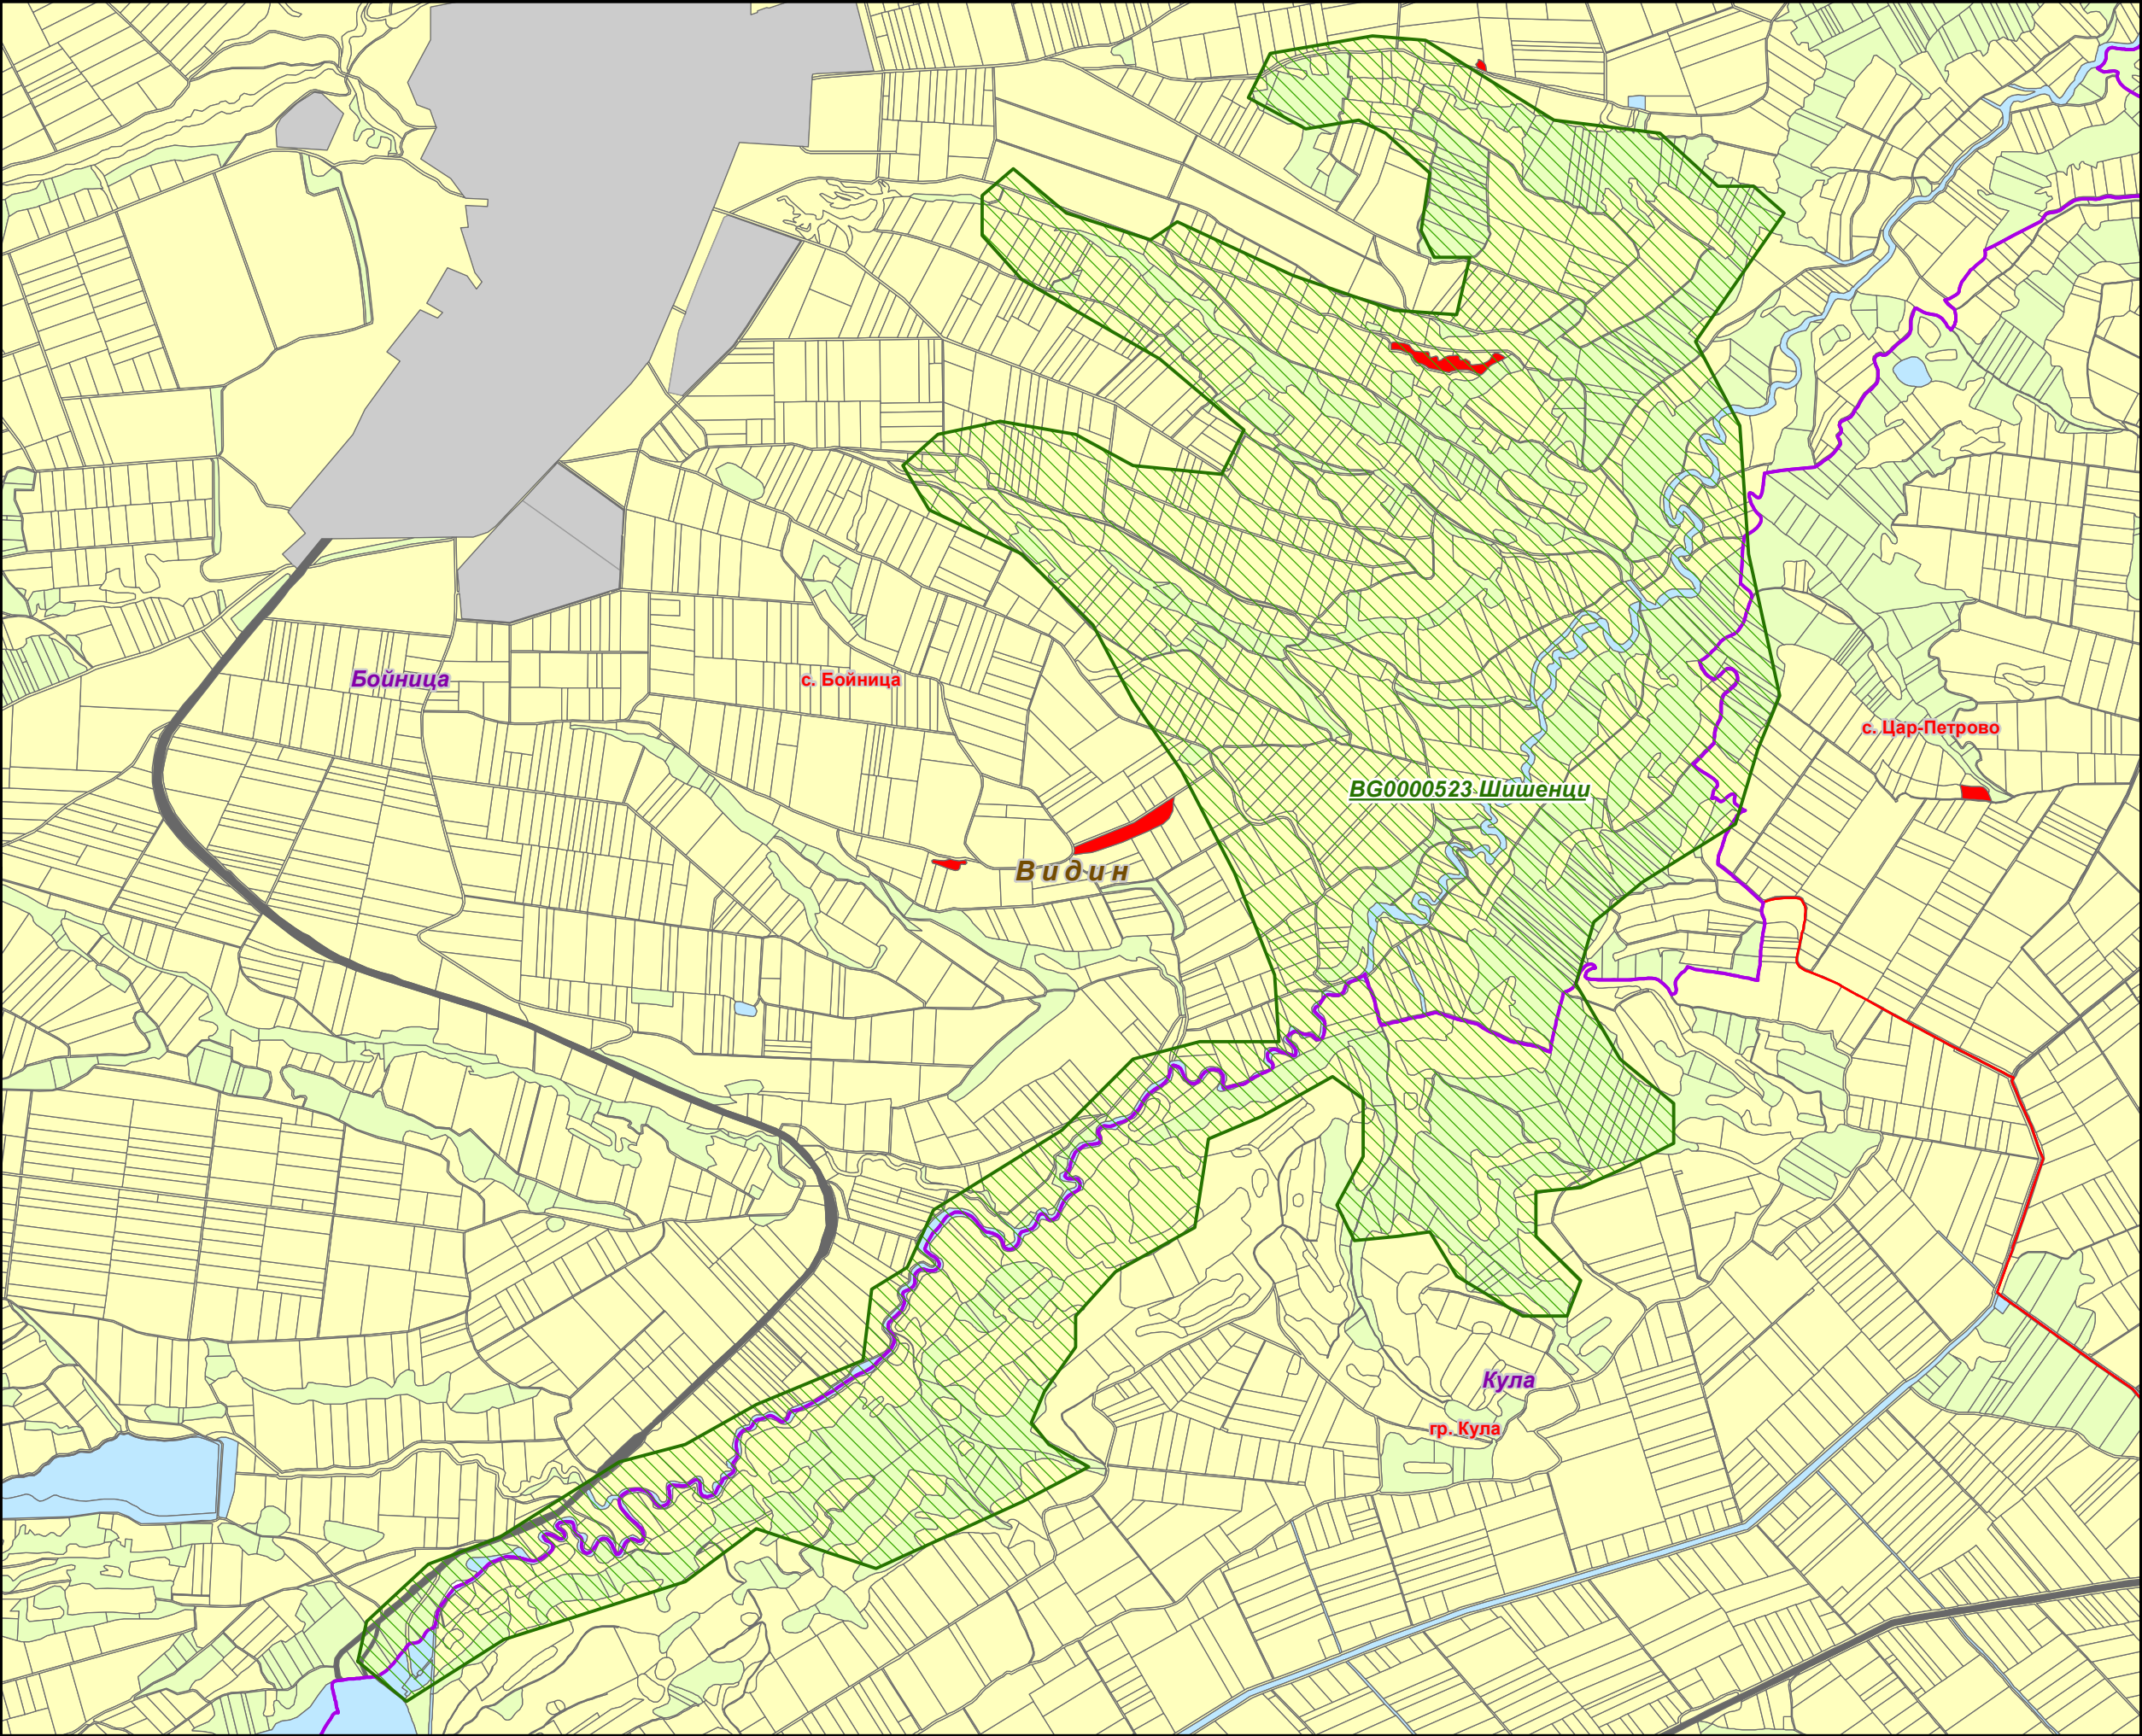 Бойница
с. Бойница
с. Цар-Петрово
BG0000523 Шишенци
Видин
Кула
гр. Кула